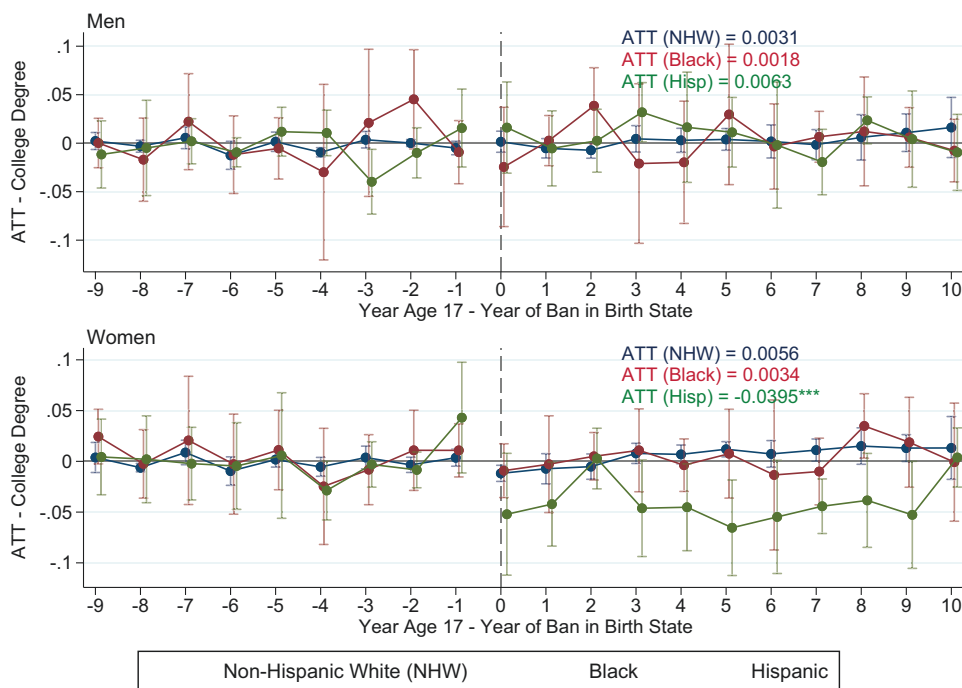 Men
ATT (NHW) = 0.0031
ATT (Black) = 0.0018
ATT (Hisp) = 0.0063
ATT - College Degree
.1
.05
0
-.05
-.1
-9 -8 -7 -6 -5 -4 -3 -2 -1 0 1 2 3 4 5 6 7 8 9 10
Year Age 17 - Year of Ban in Birth State
Women
ATT (NHW) = 0.0056
ATT (Black) = 0.0034
ATT (Hisp) = -0.0395***
ATT - College Degree
.1
.05
0
-.05
-.1
-9 -8 -7 -6 -5 -4 -3 -2 -1 0 1 2 3 4 5 6 7 8 9 10
Year Age 17 - Year of Ban in Birth State
Non-Hispanic White (NHW) Black Hispanic